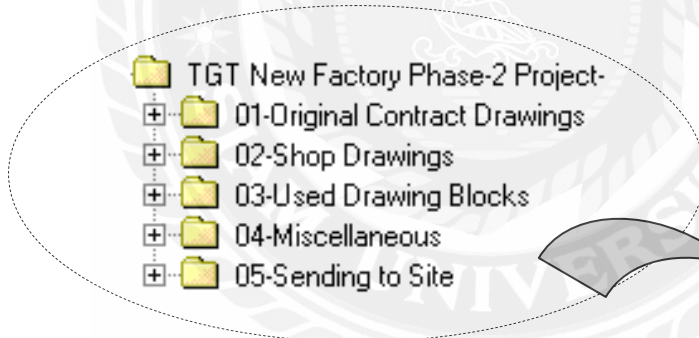 TGT New Factory Phase-2 Project-
01-Original Contract Drawings
02-Shop Drawings
03-Used Drawing Blocks
04-Miscellaneous
05-Sending to Site
UNIVERSI